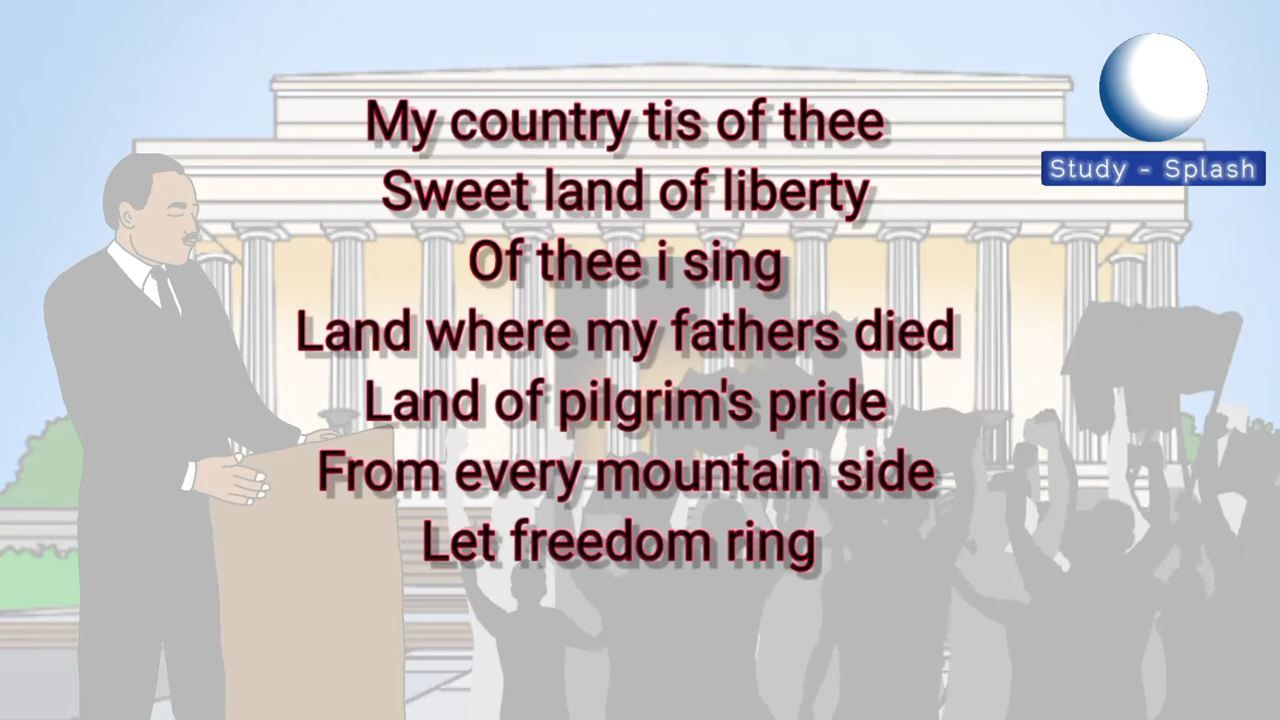 My country tis of thee
Sweet land of liberty
Of thee i sing
Land where my fathers died
Land of pilgrim's pride
From every mountain side
Let freedom ring
Study - Splash